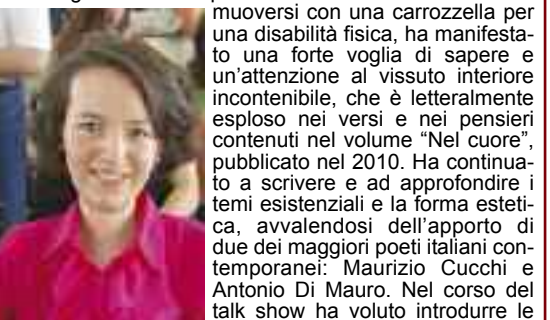 muoversi con una carrozzella per
una disabilità fisica, ha manifesta-
to una forte voglia di sapere e
un'attenzione al vissuto interiore
incontenibile, che è letteralmente
esploso nei versi e nei pensieri
contenuti nel volume “Nel cuore”,
pubblicato nel 2010. Ha continua-
to a scrivere e ad approfondire i
temi esistenziali e la forma esteti-
ca, avvalendosi dell'apporto di
due dei maggiori poeti italiani con-
temporanei: Maurizio Cucchi e
Antonio Di Mauro. Nel corso del
talk show ha voluto introdurre le